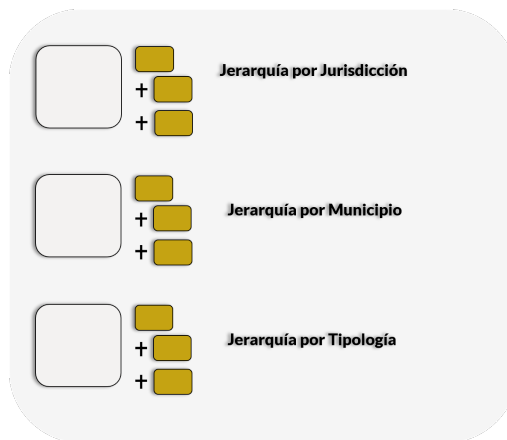 Jerarquía por Jurisdicción
+
+
Jerarquía por Municipio
+
+
Jerarquía por Tipología
+
+